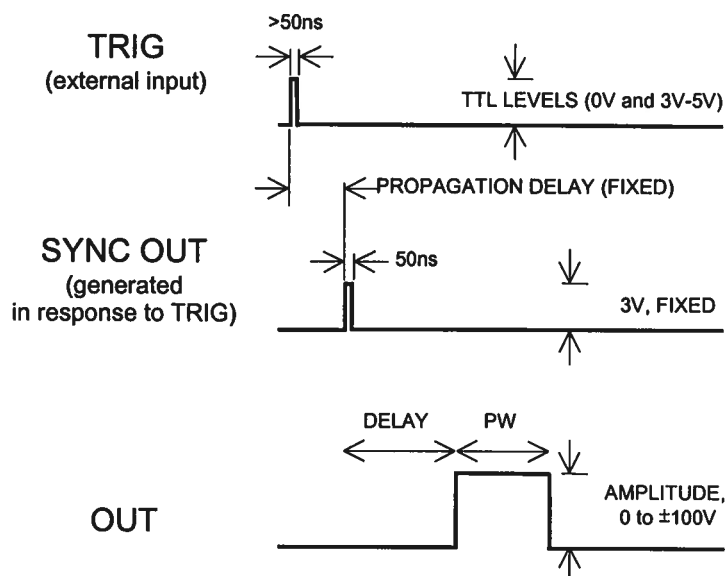 >50ns
TRIG
(external input)
TTL LEVELS (0V and 3V-5V)
PROPAGATION DELAY (FIXED)
SYNC OUT
(generated
in response to TRIG)
50ns
3V, FIXED
DELAY
PW
OUT
AMPLITUDE,
0 to ±100V